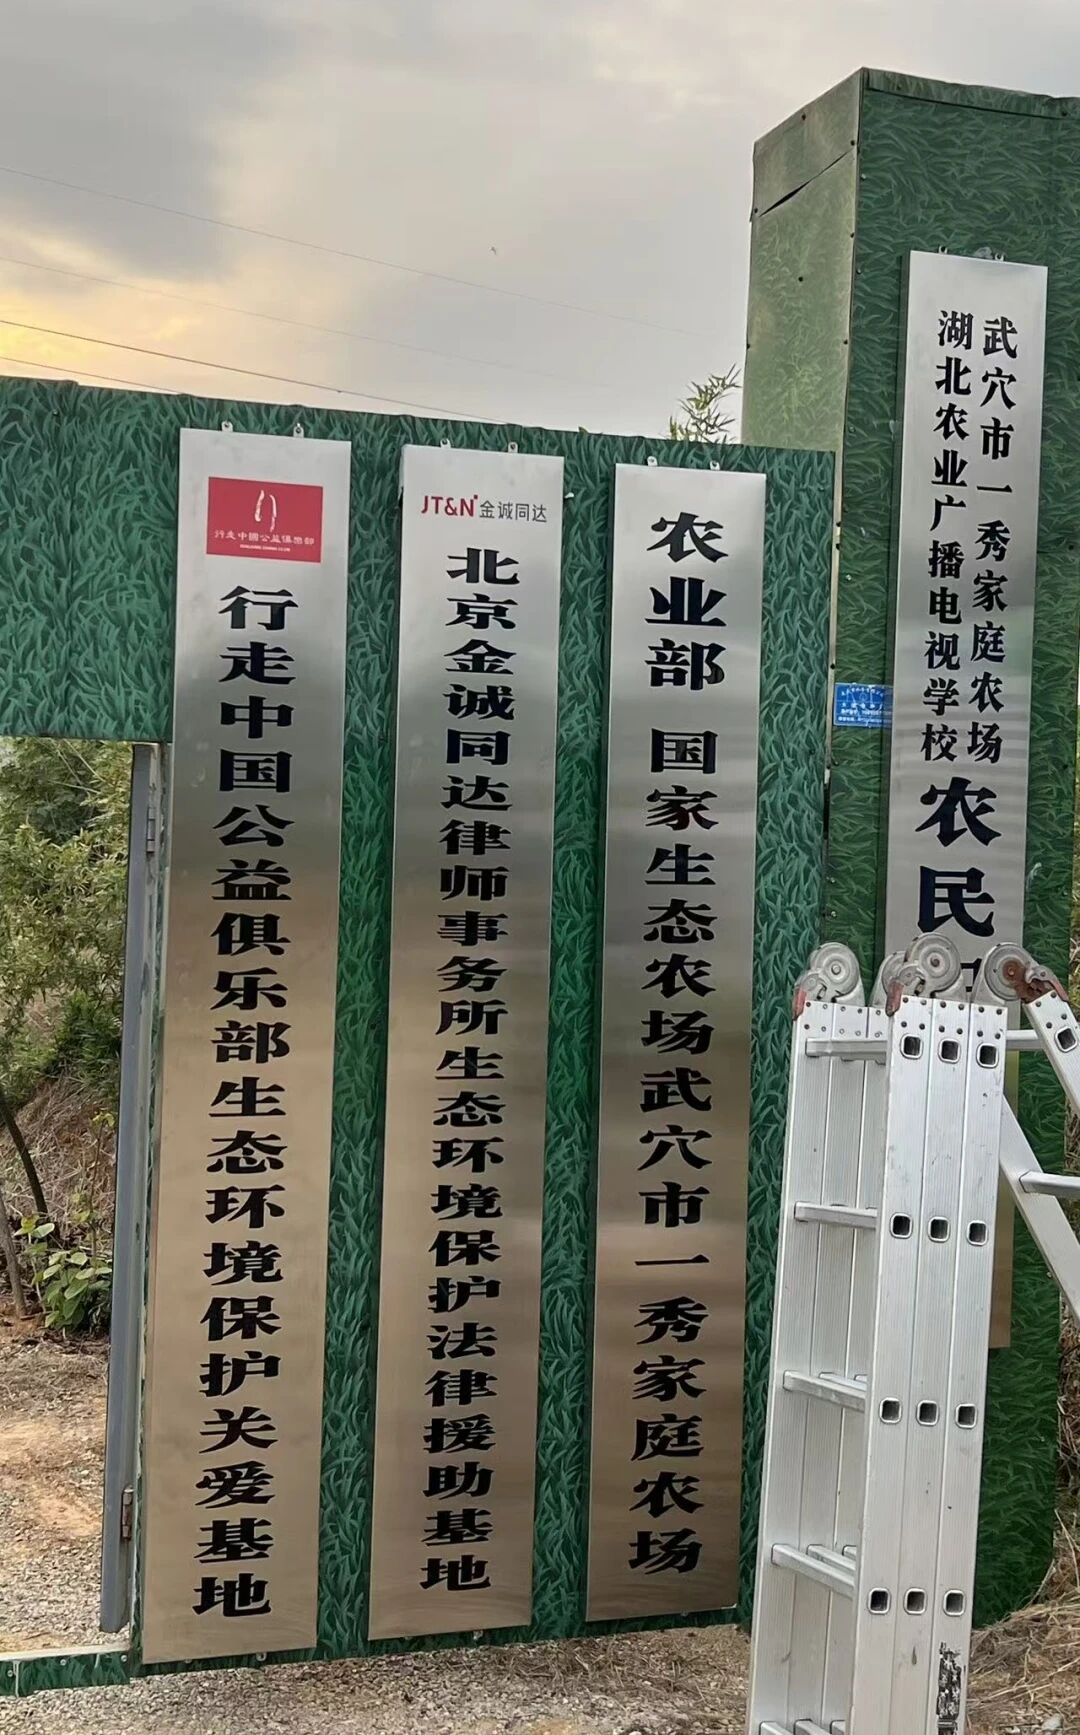 行走中國公益俱乐部
行走中国公益俱乐部生态环境保护关爱基地
JT&N 金诚同达
北京金诚同达律师事务所生态环境保护法律援助基地
农业部 国家生态农场武穴市一秀家庭农场
武穴市一秀家庭农场
湖北农业广播电视学校
农民